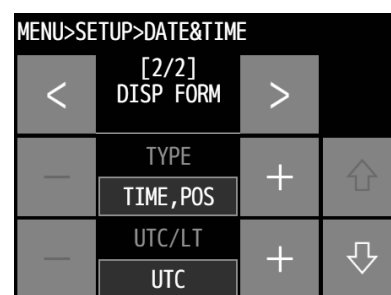 MENU>SETUP>DATE&TIME
[2/2]
< DISP FORM >
TYPE
− TIME,POS +
UTC/LT
− UTC +